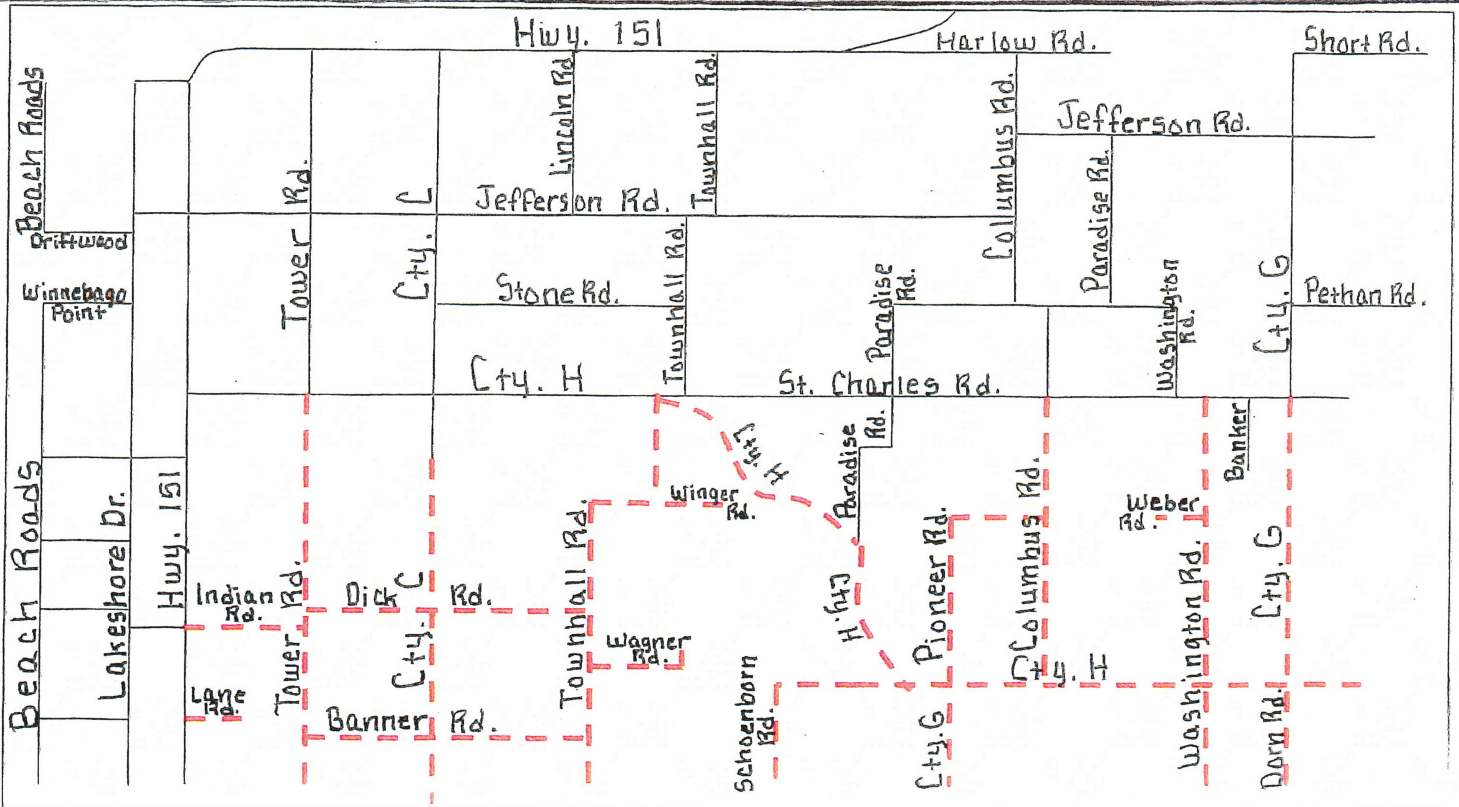 Hwy. 151
Harlow Rd.
Short Rd.
Beach Roads
Lincoln Rd
Townhall Rd.
Columbus Rd.
Jefferson Rd.
Tower Rd.
Cty. C
Jefferson Rd.
Paradise Rd.
Driftwood
Winnebago
Point
Stone Rd.
Townhall Rd.
Paradise
Rd.
Washington
Rd.
Cty. G
Pethan Rd.
Cty. H
St. Charles Rd.
Cty. H
Paradise
Rd.
Banker
Beach Roads
Lakeshore Dr.
Hwy. 151
Winger
Rd.
Weber
Rd.
Indian
Rd.
Tower Rd.
Dick Rd.
Cty. C
Townhall Rd.
Cty. H
Pioneer Rd.
Columbus Rd.
Washington Rd.
Cty. G
Wagner
Rd.
Cty. H
Lane
Rd.
Banner Rd.
Schoenborn
Rd.
Cty. G
Dorn Rd.